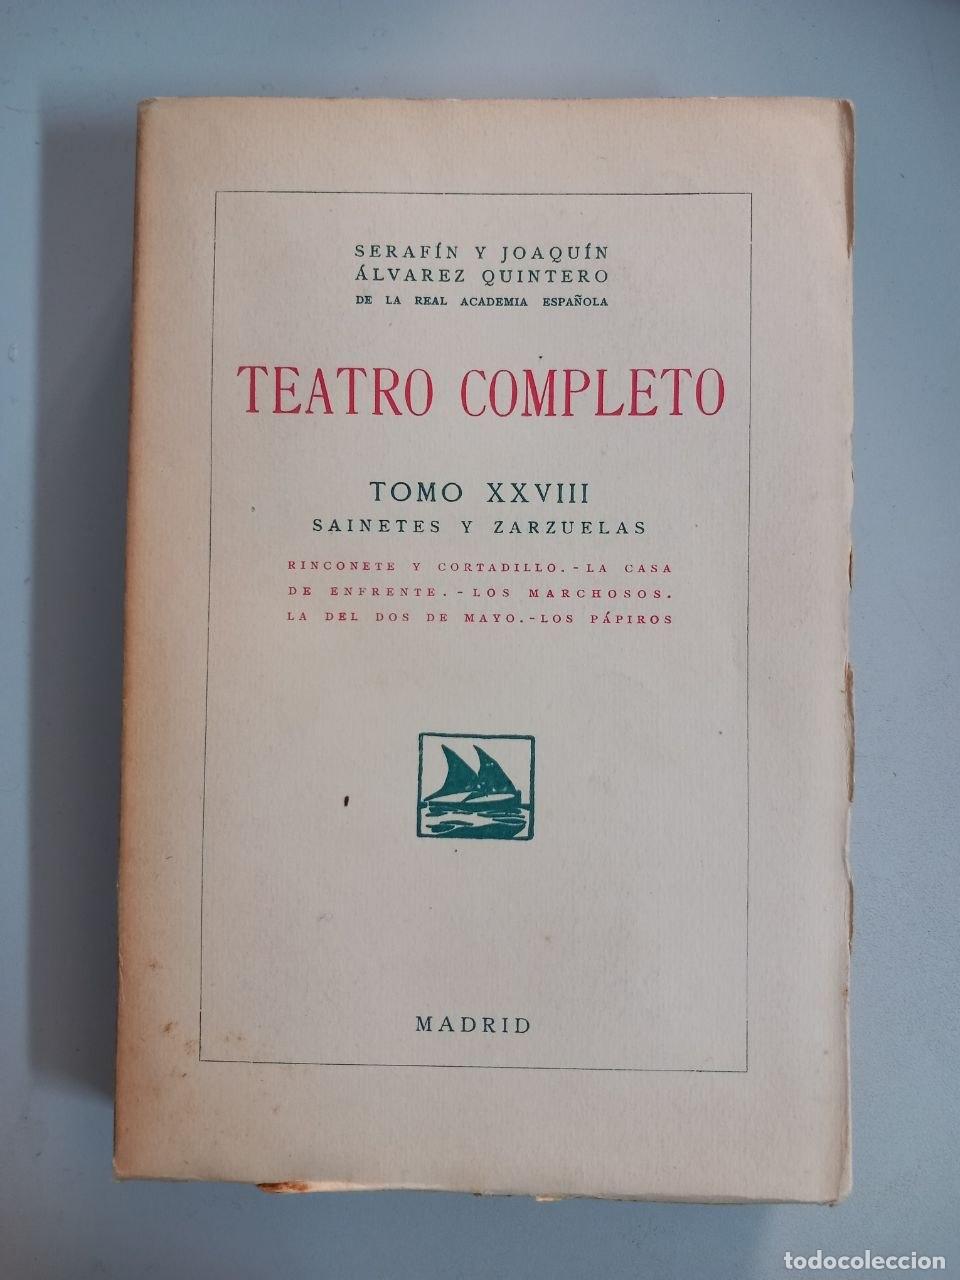 SERAFÍN Y JOAQUÍN
ÁLVAREZ QUINTERO
DE LA REAL ACADEMIA ESPAÑOLA
TEATRO COMPLETO
TOMO XXVIII
SAINETES Y ZARZUELAS
RINCONETE Y CORTADILLO.-LA CASA
DE ENFRENTE.-LOS MARCHOSOS.
LA DEL DOS DE MAYO.-LOS PÁPIROS
MADRID
todocoleccion